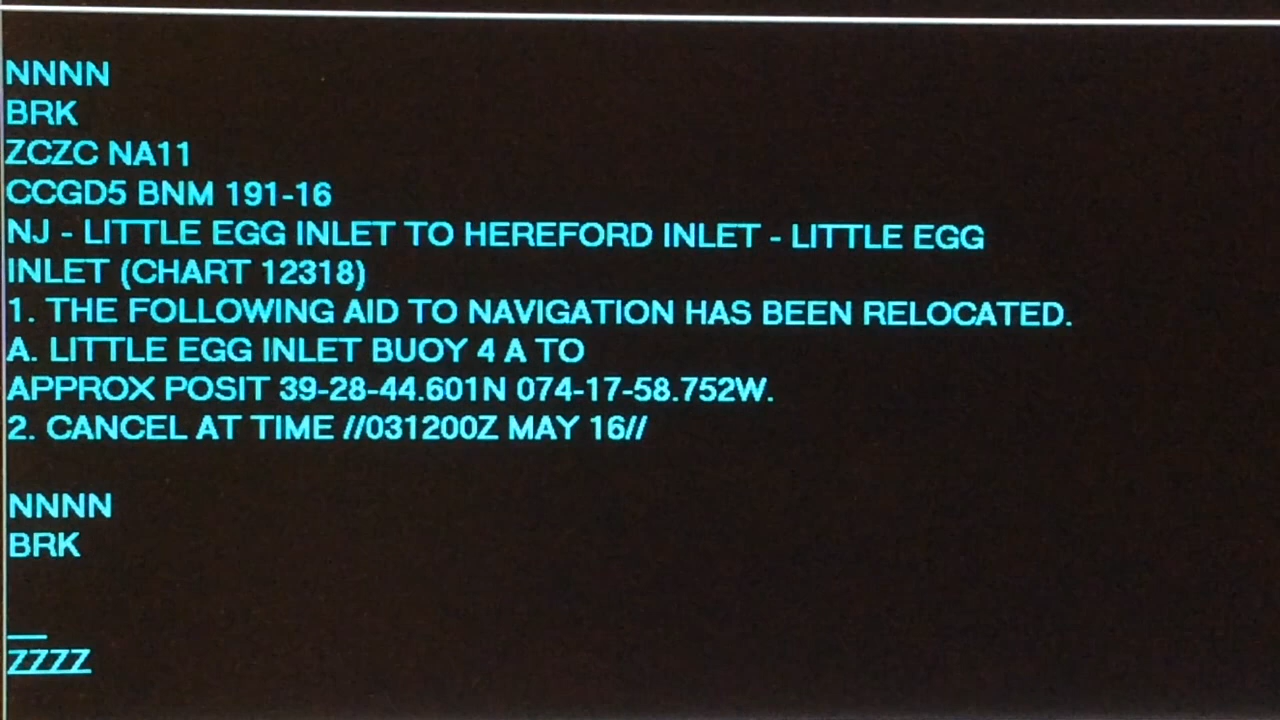 NNNN
BRK
ZCZC NA11
CCGD5 BNM 191-16
NJ - LITTLE EGG INLET TO HEREFORD INLET - LITTLE EGG
INLET (CHART 12318)
1. THE FOLLOWING AID TO NAVIGATION HAS BEEN RELOCATED.
A. LITTLE EGG INLET BUOY 4 A TO
APPROX POSIT 39-28-44.601N 074-17-58.752W.
2. CANCEL AT TIME //031200Z MAY 16//
NNNN
BRK
__
ZZZZ